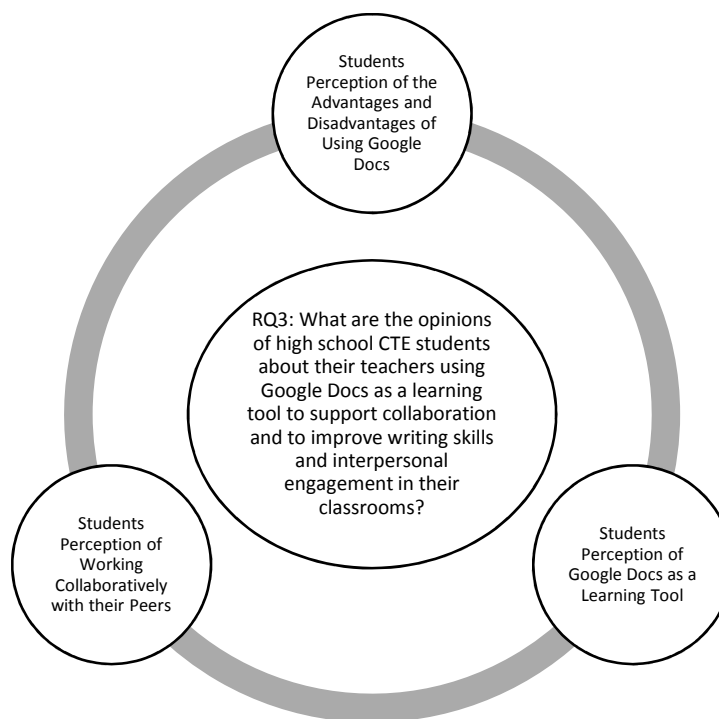 Students
Perception of the
Advantages and
Disadvantages of
Using Google
Docs
RQ3: What are the opinions
of high school CTE students
about their teachers using
Google Docs as a learning
tool to support collaboration
and to improve writing skills
and interpersonal
engagement in their
classrooms?
Students
Perception of
Working
Collaboratively
with their Peers
Students
Perception of
Google Docs as a
Learning Tool